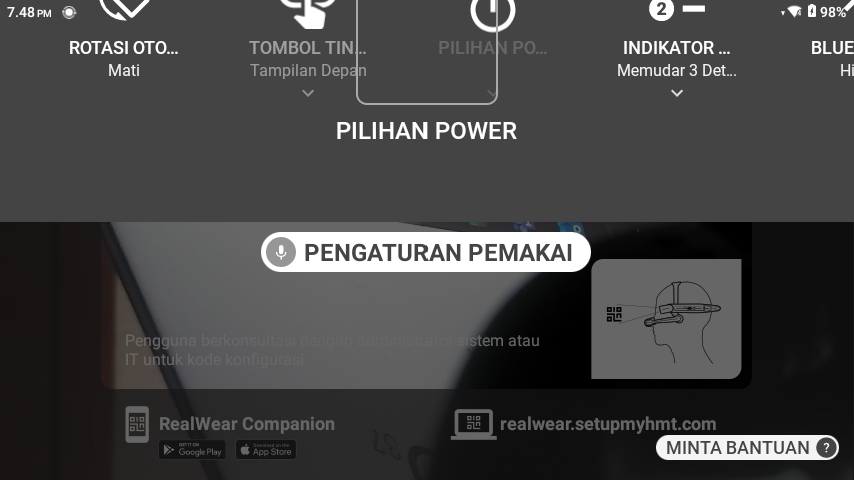 7.48 PM
98%
2
ROTASI OTO...
TOMBOL TIN...
PILIHAN PO...
INDIKATOR ...
BLUE
Mati
Tampilan Depan
Memudar 3 Det...
Hi
PILIHAN POWER
PENGATURAN PEMAKAI
Pengguna berkonsultasi dengan administrator sistem atau
IT untuk kode konfigurasi.
RealWear Companion
realwear.setupmyhmt.com
GET IT ON
Google Play
Download on the
App Store
MINTA BANTUAN ?